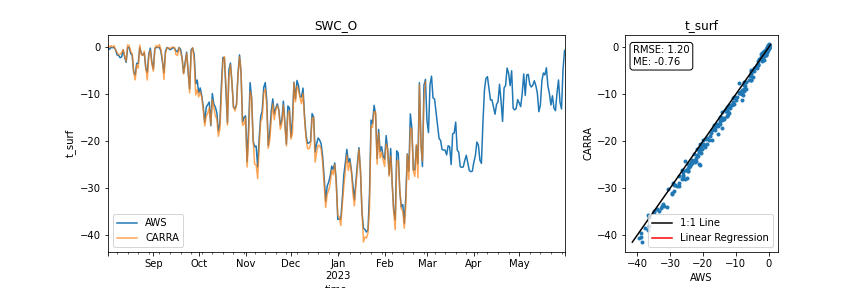 SWC_O
t_surf
0
−10
−20
−30
−40
t_surf
AWS
CARRA
Sep
Oct
Nov
Dec
Jan
2023
Feb
Mar
Apr
May
time
RMSE: 1.20
ME: -0.76
0
−10
−20
−30
−40
CARRA
1:1 Line
Linear Regression
−40
−30
−20
−10
0
AWS